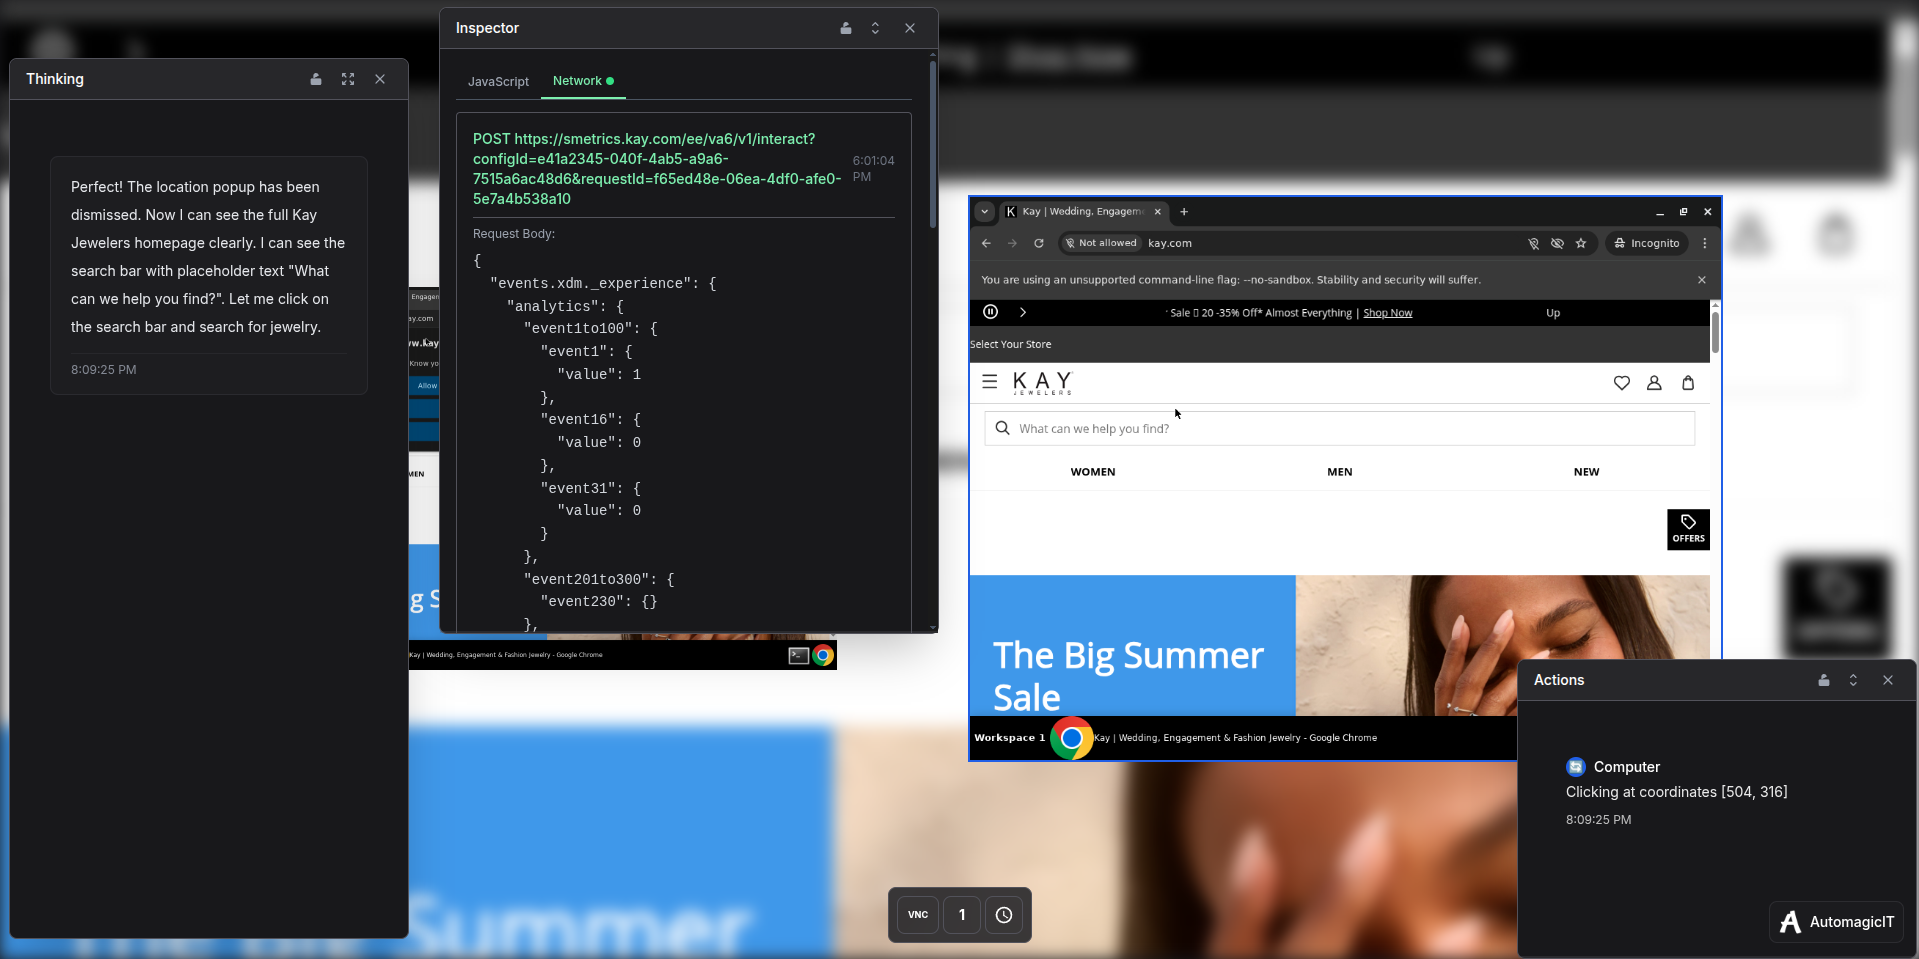 Thinking
Perfect! The location popup has been
dismissed. Now I can see the full Kay
Jewelers homepage clearly. I can see the
search bar with placeholder text "What
can we help you find?". Let me click on
the search bar and search for jewelry.
8:09:25 PM
Engagen
ay.com
Know yo
Allow
MEN
g S
Kay | Wedding, Engagement & Fashion Jewelry - Google Chrome
Inspector
JavaScript
Network
POST https://smetrics.kay.com/ee/va6/v1/interact?
configId=e41a2345-040f-4ab5-a9a6-
7515a6ac48d6&requestId=f65ed48e-06ea-4df0-afe0-
5e7a4b538a10
6:01:04
PM
Request Body:
{
"events.xdm._experience": {
"analytics": {
"event1to100": {
"event1": {
"value": 1
},
"event16": {
"value": 0
},
"event31": {
"value": 0
}
},
"event201to300": {
"event230": {}
},
Kay | Wedding, Engagem
Not allowed
kay.com
Incognito
You are using an unsupported command-line flag: --no-sandbox. Stability and security will suffer.
Sale 20 -35% Off* Almost Everything | Shop Now
Up
Select Your Store
KAY
JEWELERS
What can we help you find?
WOMEN
MEN
NEW
OFFERS
The Big Summer
Sale
Workspace 1
Kay | Wedding, Engagement & Fashion Jewelry - Google Chrome
Actions
Computer
Clicking at coordinates [504, 316]
8:09:25 PM
AutomagicIT
VNC
1